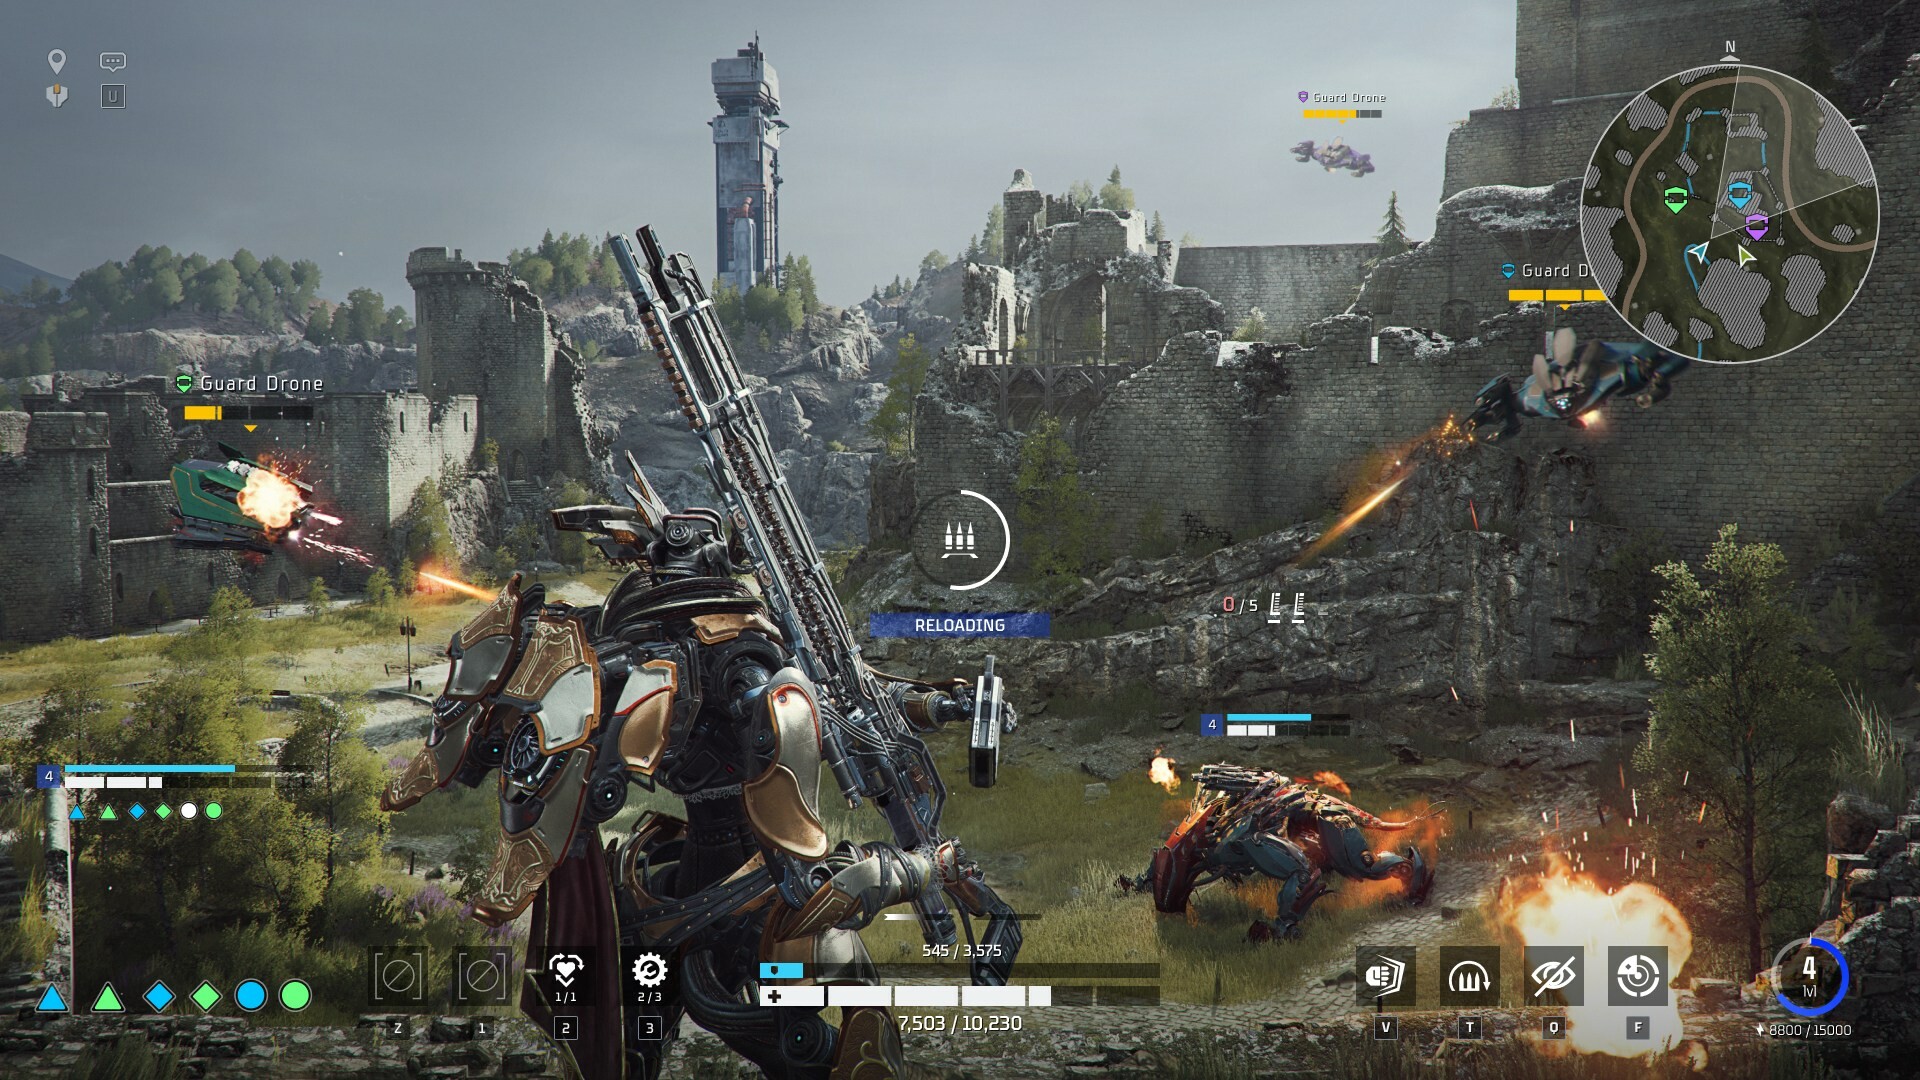 N
Guard Drone
U
Guard D
Guard Drone
RELOADING
0/5
4
4
545 / 3,575
7,503 / 10,230
1/1
2/3
Z
1
2
3
V
T
Q
F
4
lvl
8800 / 15000